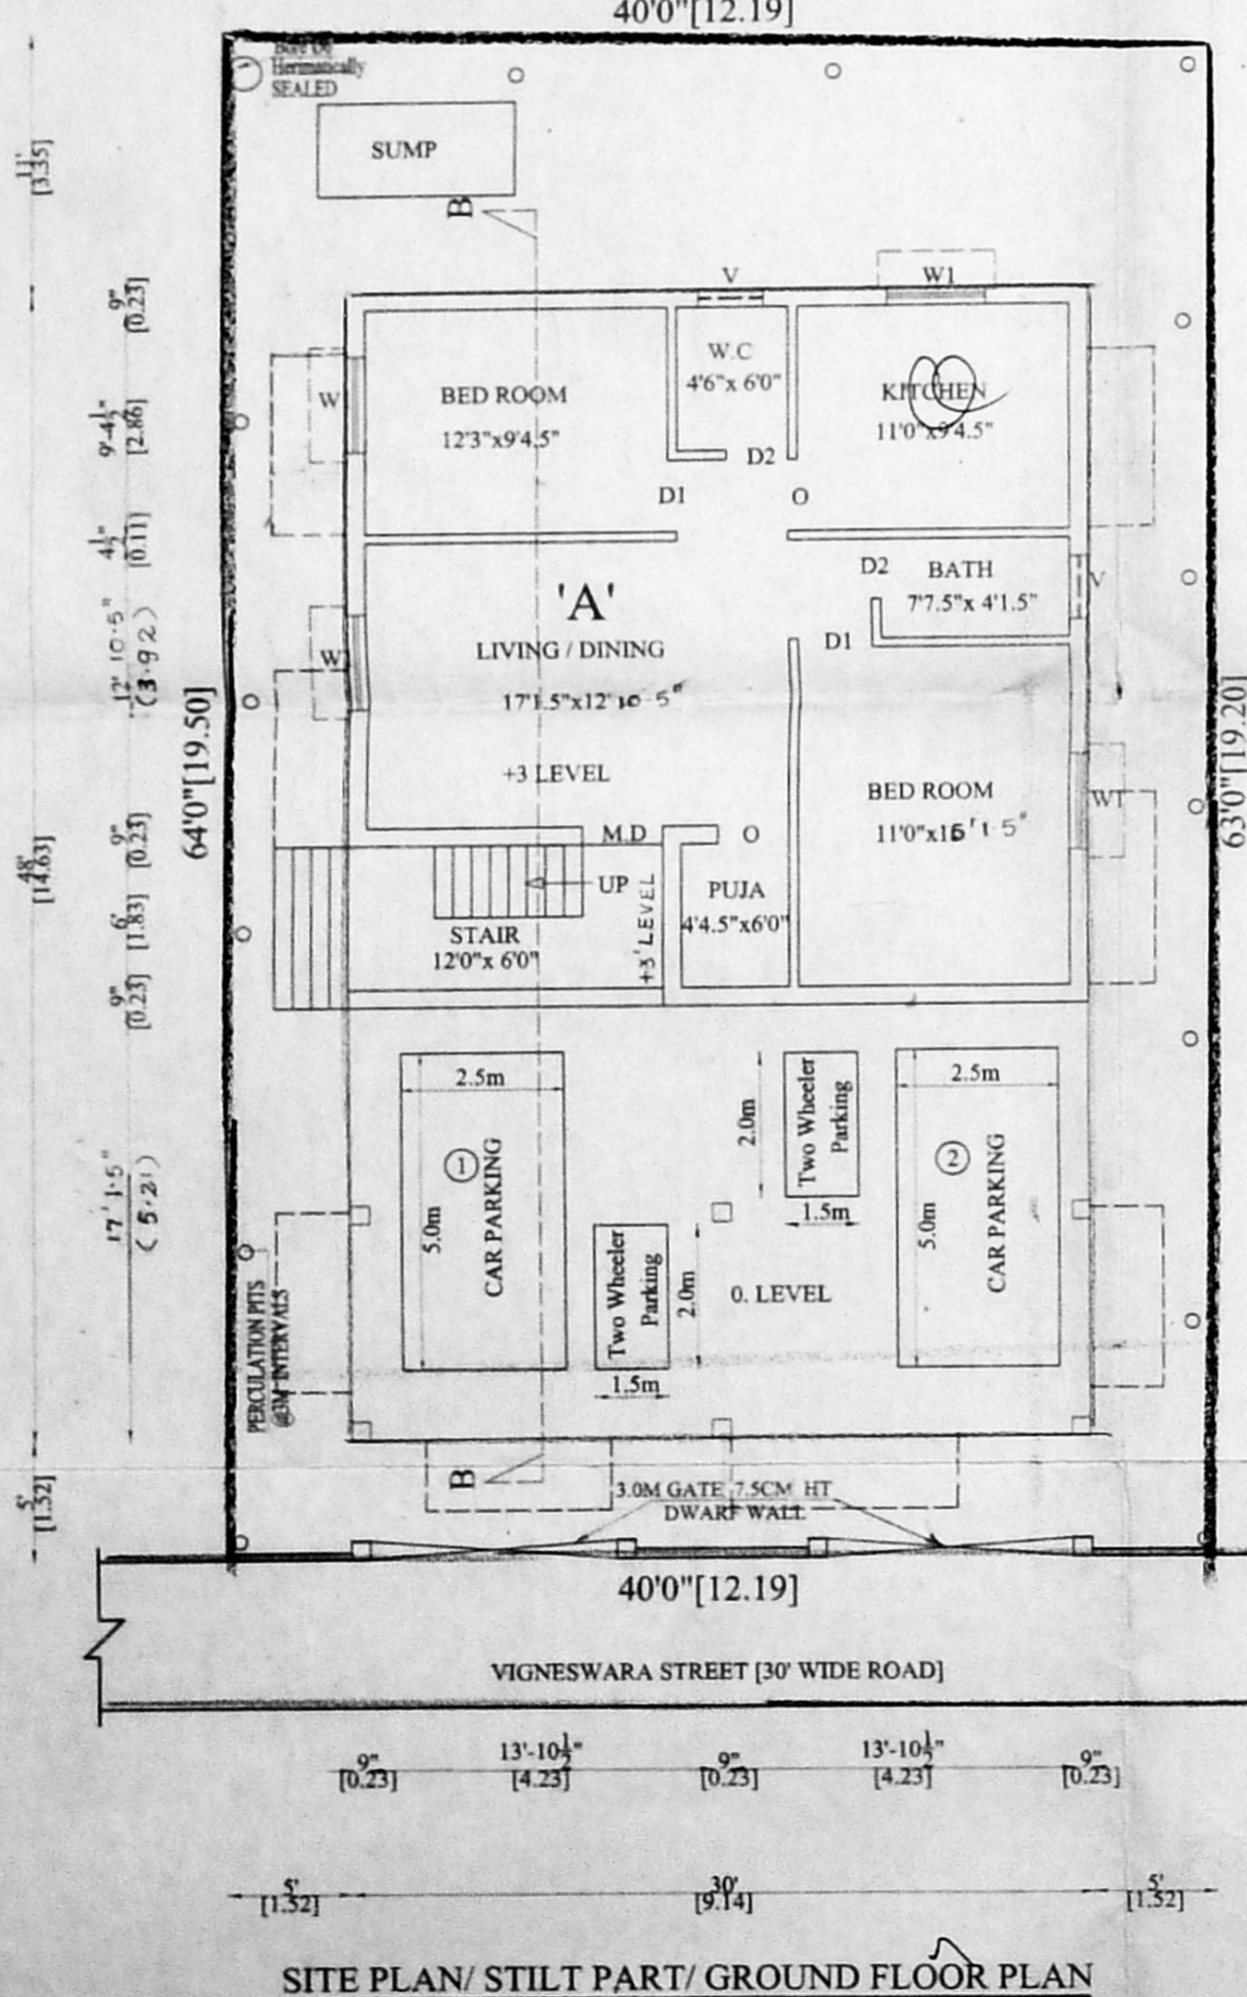 40'0"[12.19]
Bore
Hermatically
SEALED
SUMP
B
V
W1
11'
[3.35]
9"
[0.23]
W.C
4'6"x 6'0"
BED ROOM
12'3"x9'4.5"
KITCHEN
11'0"x9'4.5"
W
9'-4½"
[2.86]
D2
D1
O
4½"
[0.11]
D2
BATH
7'7.5"x 4'1.5"
V
'A'
LIVING / DINING
17'1.5"x12'10.5"
+3 LEVEL
D1
W
12' 10.5"
(3.92)
64'0"[19.50]
63'0"[19.20]
BED ROOM
11'0"x15'1.5"
W1
M.D
O
9"
[0.23]
48'
[14.63]
UP
PUJA
4'4.5"x6'0"
STAIR
12'0"x 6'0"
+3' LEVEL
6'
[1.83]
9"
[0.23]
2.5m
2.5m
Two Wheeler
Parking
2.0m
1.5m
1
CAR PARKING
5.0m
2
CAR PARKING
5.0m
Two Wheeler
Parking
2.0m
1.5m
0. LEVEL
17' 1.5"
(5.21)
PERCULATION PITS
@3M INTERVALS
B
3.0M GATE 7.5CM HT
DWARF WALL
5'
[1.52]
40'0"[12.19]
VIGNESWARA STREET [30' WIDE ROAD]
9" 13'-10½" 9" 13'-10½" 9"
[0.23] [4.23] [0.23] [4.23] [0.23]
5' 30' 5'
[1.52] [9.14] [1.52]
SITE PLAN/ STILT PART/ GROUND FLOOR PLAN